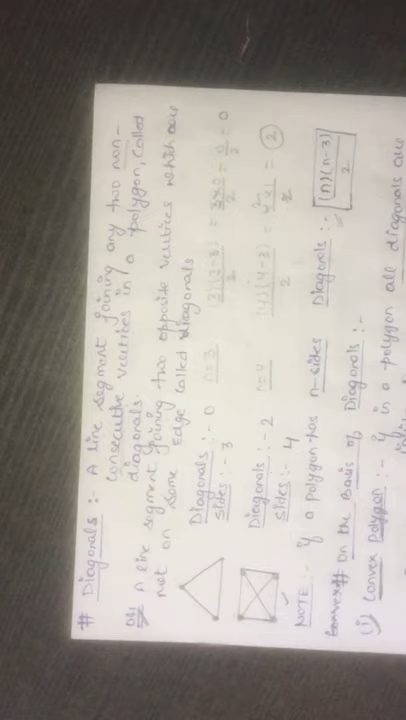 # Diagonals :- A line segment joining any two non-
consecutive vertices in a polygon, called
diagonals.
OR A line segment joining two opposite vertices which are
not on same edge called diagonals
Diagonals :- 0 n=3 (3)(3-3)/2 = 3×0/2 = 0/2 = 0
Sides :- 3
Diagonals :- 2 n=4 (4)(4-3)/2 = 4×1/2 = 2
Sides :- 4
NOTE :- if a polygon has n-sides Diagonals :- (n)(n-3)/2
# On the Basis of Diagonals :-
(i) Convex Polygon :- if in a polygon all diagonals are